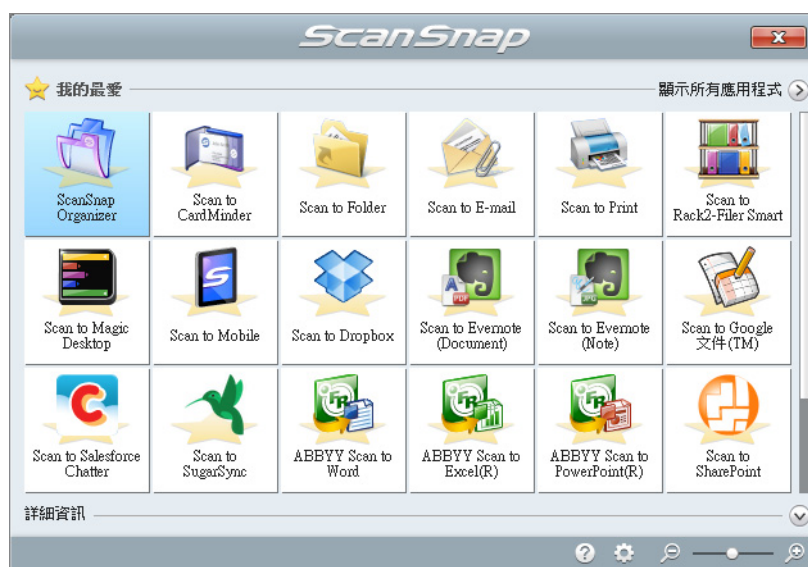 ScanSnap
我的最愛
顯示所有應用程式
ScanSnap
Organizer
Scan to
CardMinder
Scan to Folder
Scan to E-mail
Scan to Print
Scan to
Rack2-Filer Smart
Scan to Magic
Desktop
Scan to Mobile
Scan to Dropbox
Scan to Evernote
(Document)
Scan to Evernote
(Note)
Scan to Google
文件(TM)
Scan to Salesforce
Chatter
Scan to
SugarSync
ABBYY Scan to
Word
ABBYY Scan to
Excel(R)
ABBYY Scan to
PowerPoint(R)
Scan to
SharePoint
詳細資訊